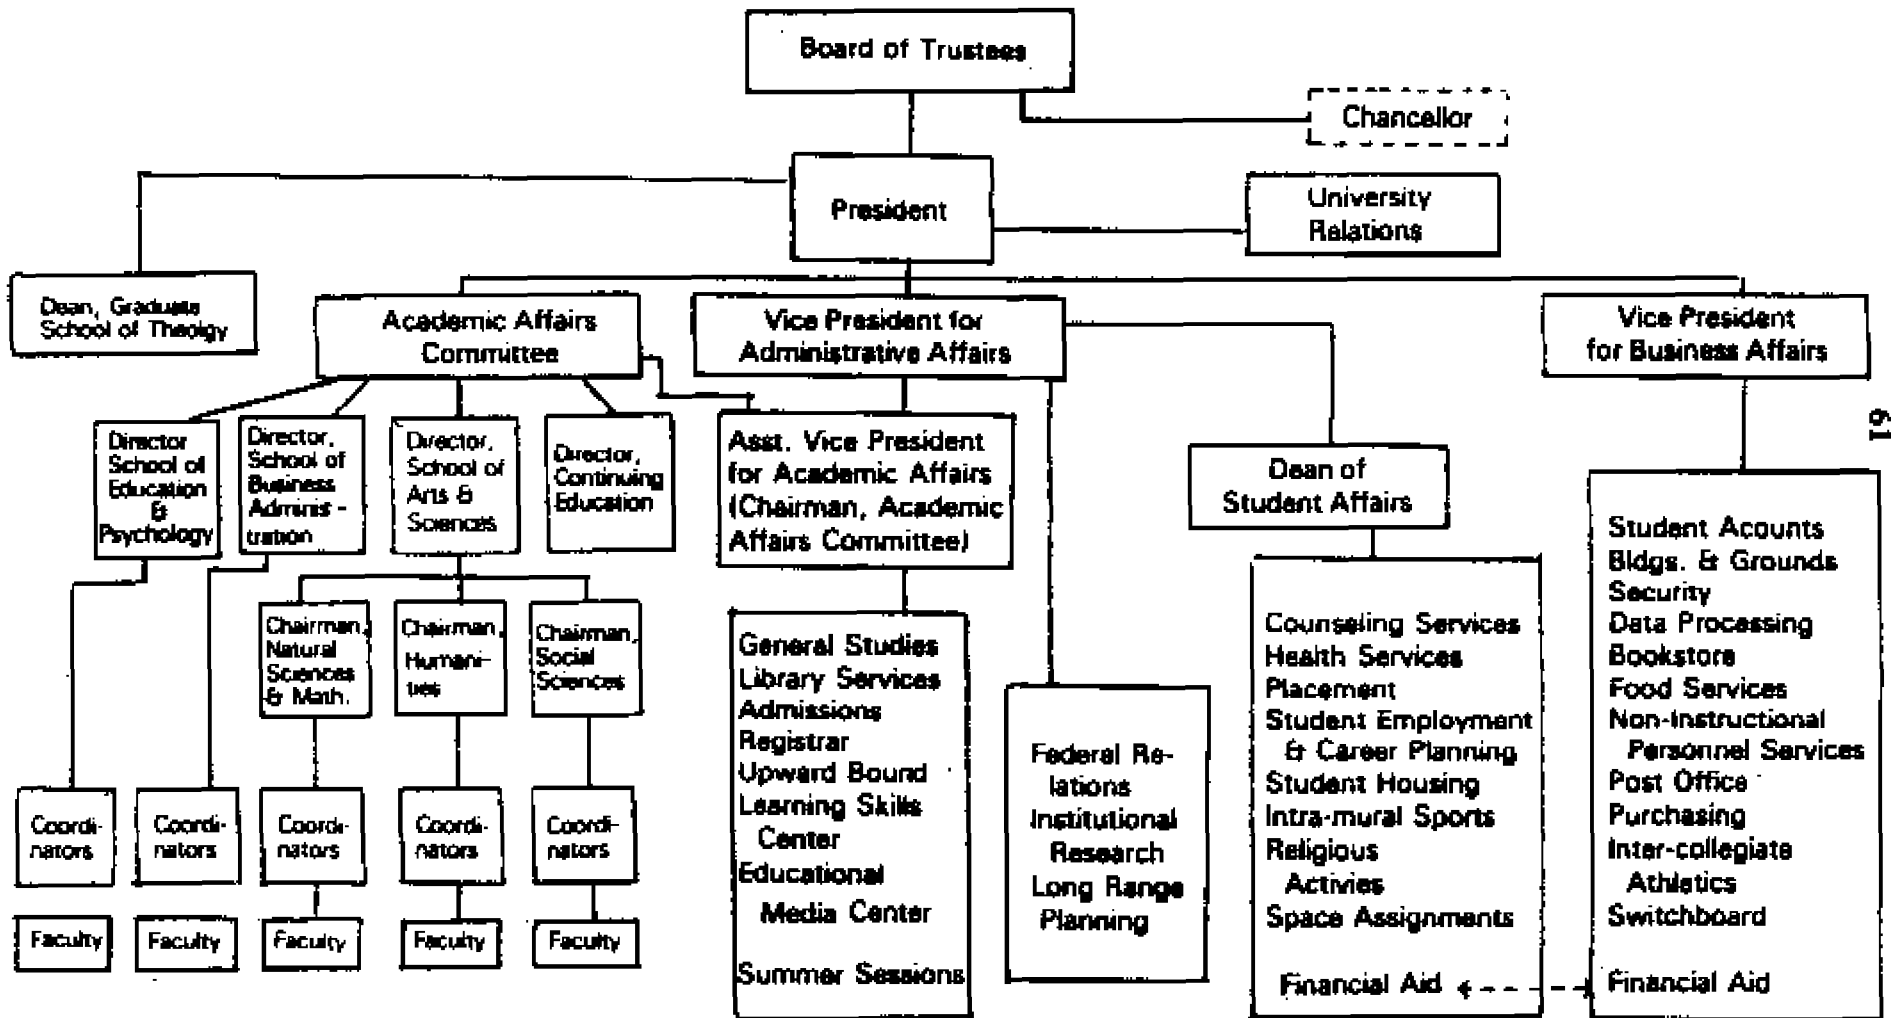 Board of Trustees
Chancellor
President
University
Relations
Dean, Graduate
School of Theolgy
Academic Affairs
Committee
Vice President for
Administrative Affairs
Vice President
for Business Affairs
61
Director
School of
Education
&
Psychology
Director,
School of
Business
Adminis -
tration
Director,
School of
Arts &
Sciences
Director,
Continuing
Education
Asst. Vice President
for Academic Affairs
(Chairman, Academic
Affairs Committee)
Dean of
Student Affairs
Chairman,
Natural
Sciences
& Math.
Chairman,
Humani-
ties
Chairman,
Social
Sciences
General Studies
Library Services
Admissions
Registrar
Upward Bound
Learning Skills
Center
Educational
Media Center
Summer Sessions
Federal Re-
lations
Institutional
Research
Long Range
Planning
Counseling Services
Health Services
Placement
Student Employment
& Career Planning
Student Housing
Intra-mural Sports
Religious
Activies
Space Assignments
Financial Aid
Student Acounts
Bldgs. & Grounds
Security
Data Processing
Bookstore
Food Services
Non-Instructional
Personnel Services
Post Office
Purchasing
Inter-collegiate
Athletics
Switchboard
Financial Aid
Coordi-
nators
Coordi-
nators
Coordi-
nators
Coordi-
nators
Coordi-
nators
Faculty
Faculty
Faculty
Faculty
Faculty